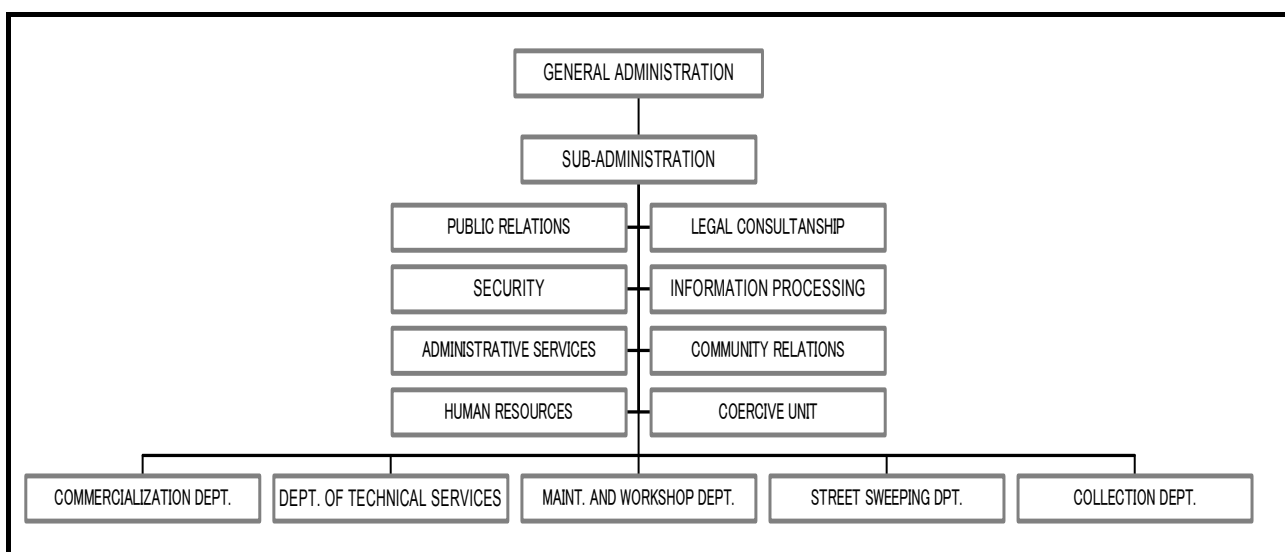 GENERAL ADMINISTRATION
SUB-ADMINISTRATION
PUBLIC RELATIONS
LEGAL CONSULTANSHIP
SECURITY
INFORMATION PROCESSING
ADMINISTRATIVE SERVICES
COMMUNITY RELATIONS
HUMAN RESOURCES
COERCIVE UNIT
COMMERCIALIZATION DEPT.
DEPT. OF TECHNICAL SERVICES
MAINT. AND WORKSHOP DEPT.
STREET SWEEPING DPT.
COLLECTION DEPT.